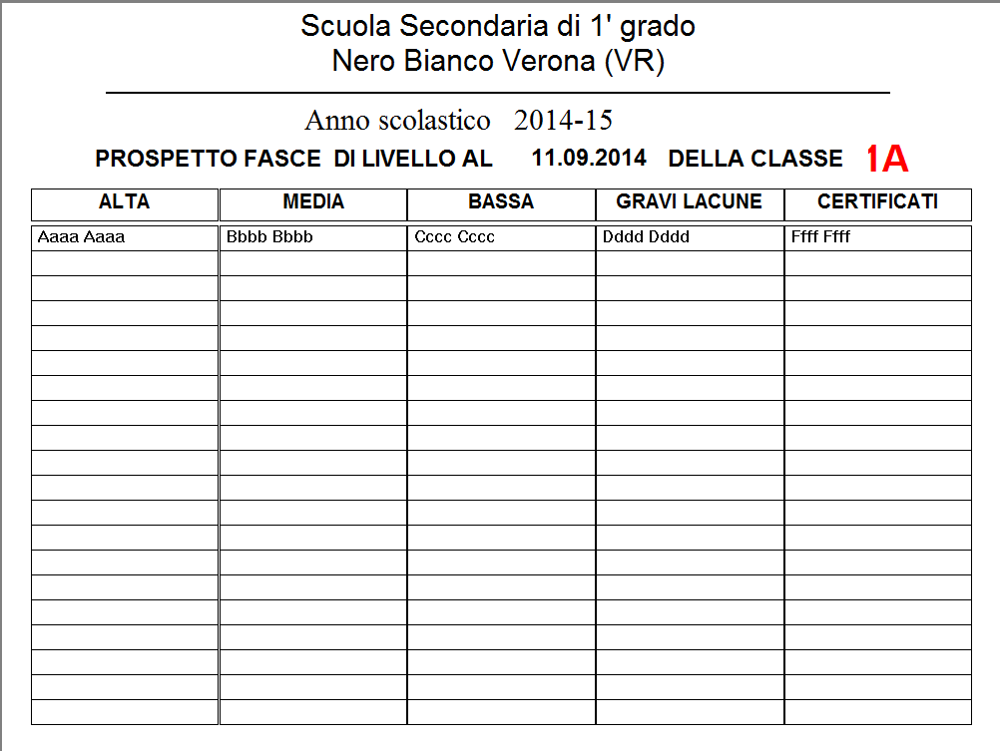 Scuola Secondaria di 1' grado
Nero Bianco Verona (VR)
Anno scolastico 2014-15
PROSPETTO FASCE DI LIVELLO AL 11.09.2014 DELLA CLASSE 1A
ALTA MEDIA BASSA GRAVI LACUNE CERTIFICATI
Aaaa Aaaa Bbbb Bbbb Cccc Cccc Dddd Dddd Ffff Ffff